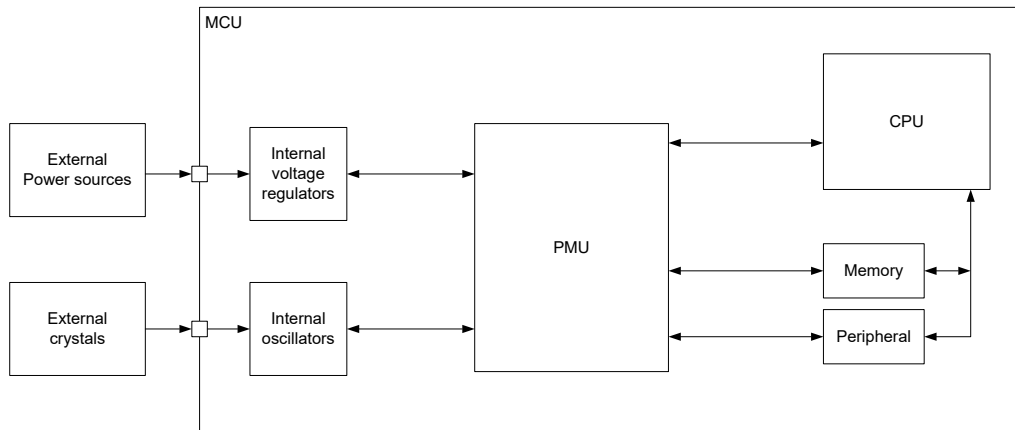 MCU
CPU
External
Power sources
Internal
voltage
regulators
PMU
Memory
External
crystals
Internal
oscillators
Peripheral